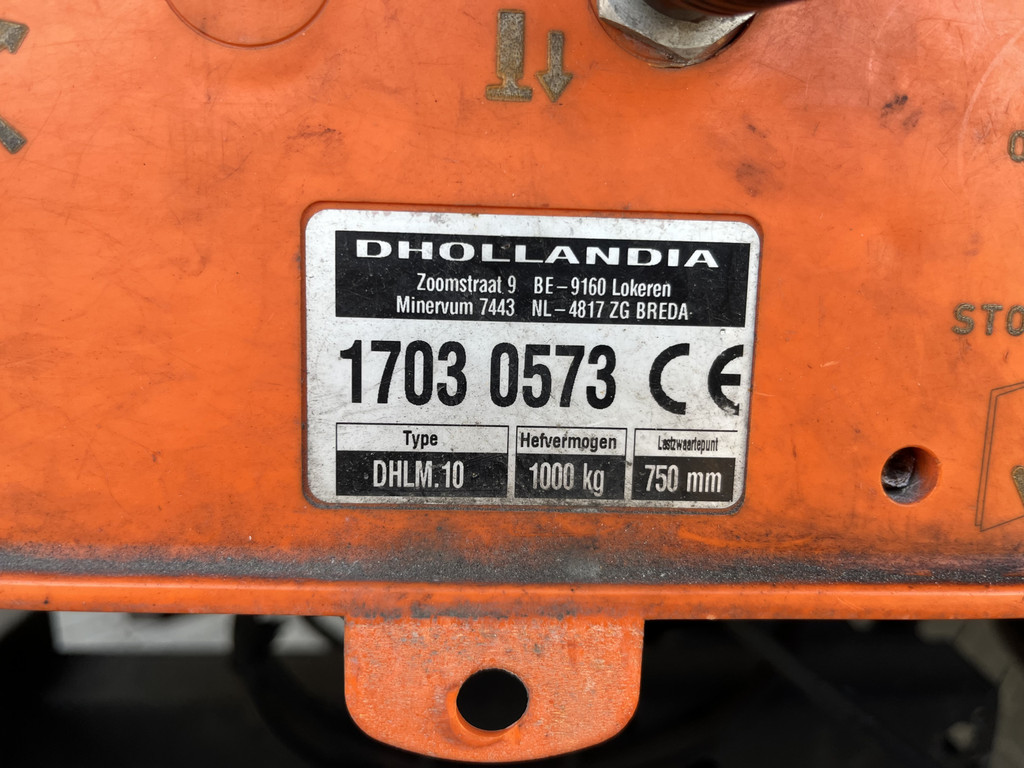 DHOLLANDIA
Zoomstraat 9 BE-9160 Lokeren
Minervum 7443 NL-4817 ZG BREDA
1703 0573 CE
Type Hefvermogen Lastzwaartepunt
DHLM.10 1000 kg 750 mm
STO